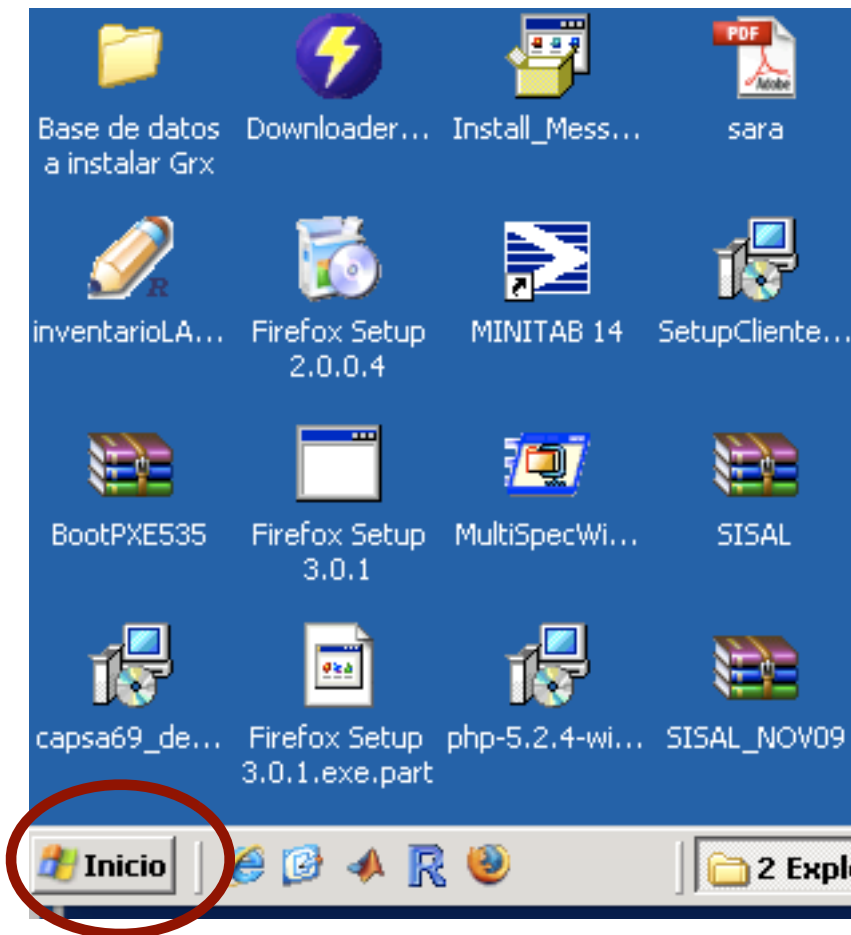 PDF
Adobe
Base de datos
a instalar Grx
Downloader...
Install_Mess...
sara
R
inventarioLA...
Firefox Setup
2.0.0.4
MINITAB 14
SetupCliente...
BootPXE535
Firefox Setup
3.0.1
MultiSpecWi...
SISAL
capsa69_de...
Firefox Setup
3.0.1.exe.part
php-5.2.4-wi...
SISAL_NOV09
Inicio
R
2 Explo